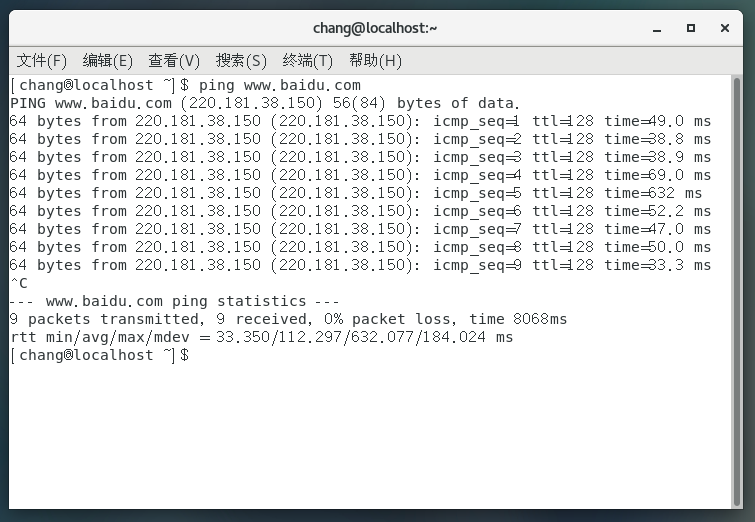 chang@localhost:~
文件(F) 编辑(E) 查看(V) 搜索(S) 终端(T) 帮助(H)
[chang@localhost ~]$ ping www.baidu.com
PING www.baidu.com (220.181.38.150) 56(84) bytes of data.
64 bytes from 220.181.38.150 (220.181.38.150): icmp_seq=1 ttl=128 time=49.0 ms
64 bytes from 220.181.38.150 (220.181.38.150): icmp_seq=2 ttl=128 time=38.8 ms
64 bytes from 220.181.38.150 (220.181.38.150): icmp_seq=3 ttl=128 time=38.9 ms
64 bytes from 220.181.38.150 (220.181.38.150): icmp_seq=4 ttl=128 time=69.0 ms
64 bytes from 220.181.38.150 (220.181.38.150): icmp_seq=5 ttl=128 time=632 ms
64 bytes from 220.181.38.150 (220.181.38.150): icmp_seq=6 ttl=128 time=52.2 ms
64 bytes from 220.181.38.150 (220.181.38.150): icmp_seq=7 ttl=128 time=47.0 ms
64 bytes from 220.181.38.150 (220.181.38.150): icmp_seq=8 ttl=128 time=50.0 ms
64 bytes from 220.181.38.150 (220.181.38.150): icmp_seq=9 ttl=128 time=33.3 ms
^C
--- www.baidu.com ping statistics ---
9 packets transmitted, 9 received, 0% packet loss, time 8068ms
rtt min/avg/max/mdev = 33.350/112.297/632.077/184.024 ms
[chang@localhost ~]$